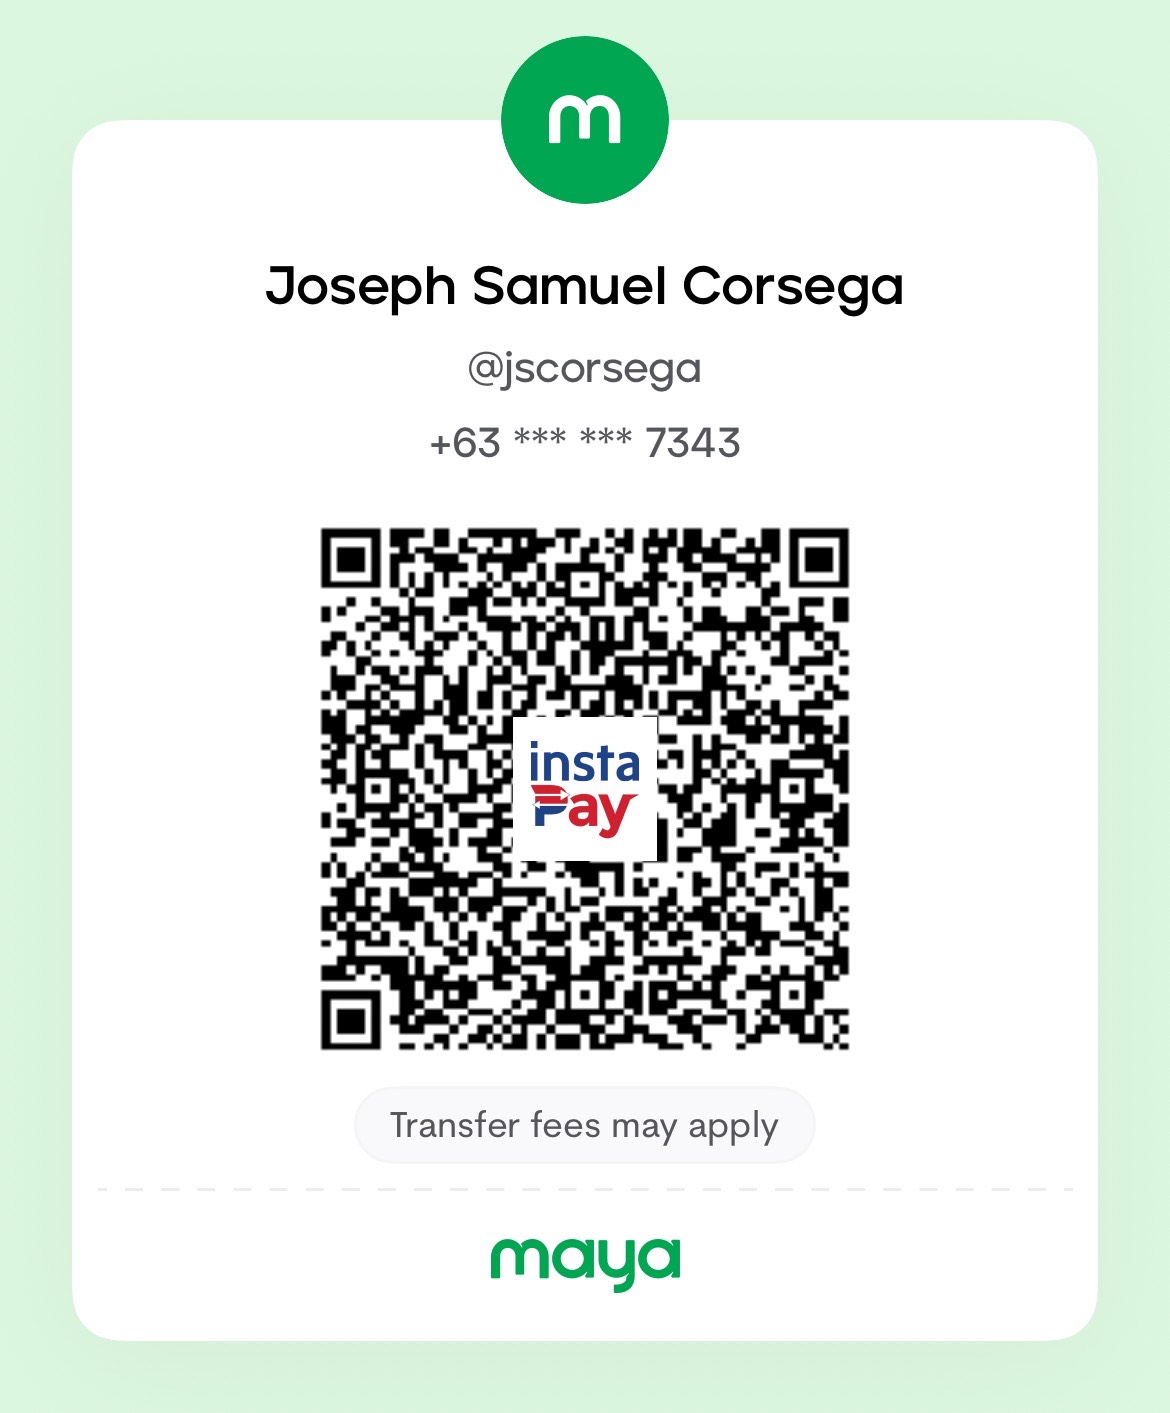 m
Joseph Samuel Corsega
@jscorsega
+63 *** *** 7343
insta
Pay
Transfer fees may apply
maya